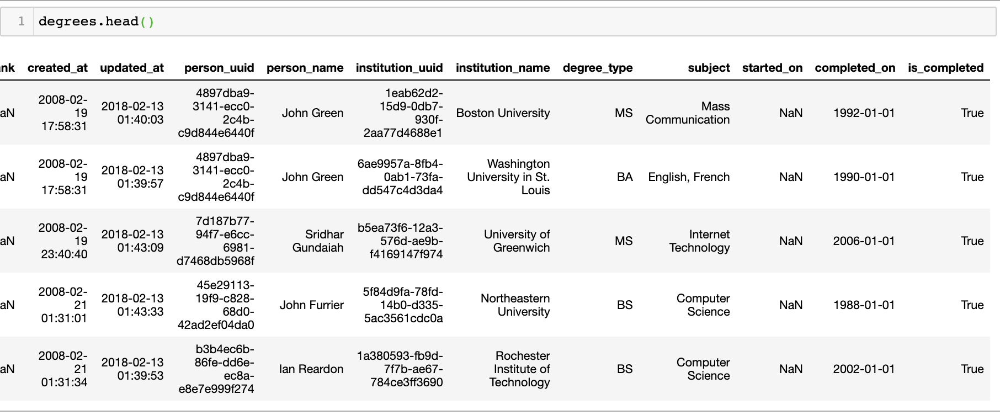 1 degrees.head()
nk created_at updated_at person_uuid person_name institution_uuid institution_name degree_type subject started_on completed_on is_completed
aN 2008-02-19 17:58:31 2018-02-13 01:40:03 4897dba9-3141-ecc0-2c4b-c9d844e6440f John Green 1eab62d2-15d9-0db7-930f-2aa77d4688e1 Boston University MS Mass Communication NaN 1992-01-01 True
aN 2008-02-19 17:58:31 2018-02-13 01:39:57 4897dba9-3141-ecc0-2c4b-c9d844e6440f John Green 6ae9957a-8fb4-0ab1-73fa-dd547c4d3da4 Washington University in St. Louis BA English, French NaN 1990-01-01 True
aN 2008-02-19 23:40:40 2018-02-13 01:43:09 7d187b77-94f7-e6cc-6981-d7468db5968f Sridhar Gundaiah b5ea73f6-12a3-576d-ae9b-f4169147f974 University of Greenwich MS Internet Technology NaN 2006-01-01 True
aN 2008-02-21 01:31:01 2018-02-13 01:43:33 45e29113-19f9-c828-68d0-42ad2ef04da0 John Furrier 5f84d9fa-78fd-14b0-d335-5ac3561cdc0a Northeastern University BS Computer Science NaN 1988-01-01 True
aN 2008-02-21 01:31:34 2018-02-13 01:39:53 b3b4ec6b-86fe-dd6e-ec8a-e8e7e999f274 Ian Reardon 1a380593-fb9d-7f7b-ae67-784ce3ff3690 Rochester Institute of Technology BS Computer Science NaN 2002-01-01 True